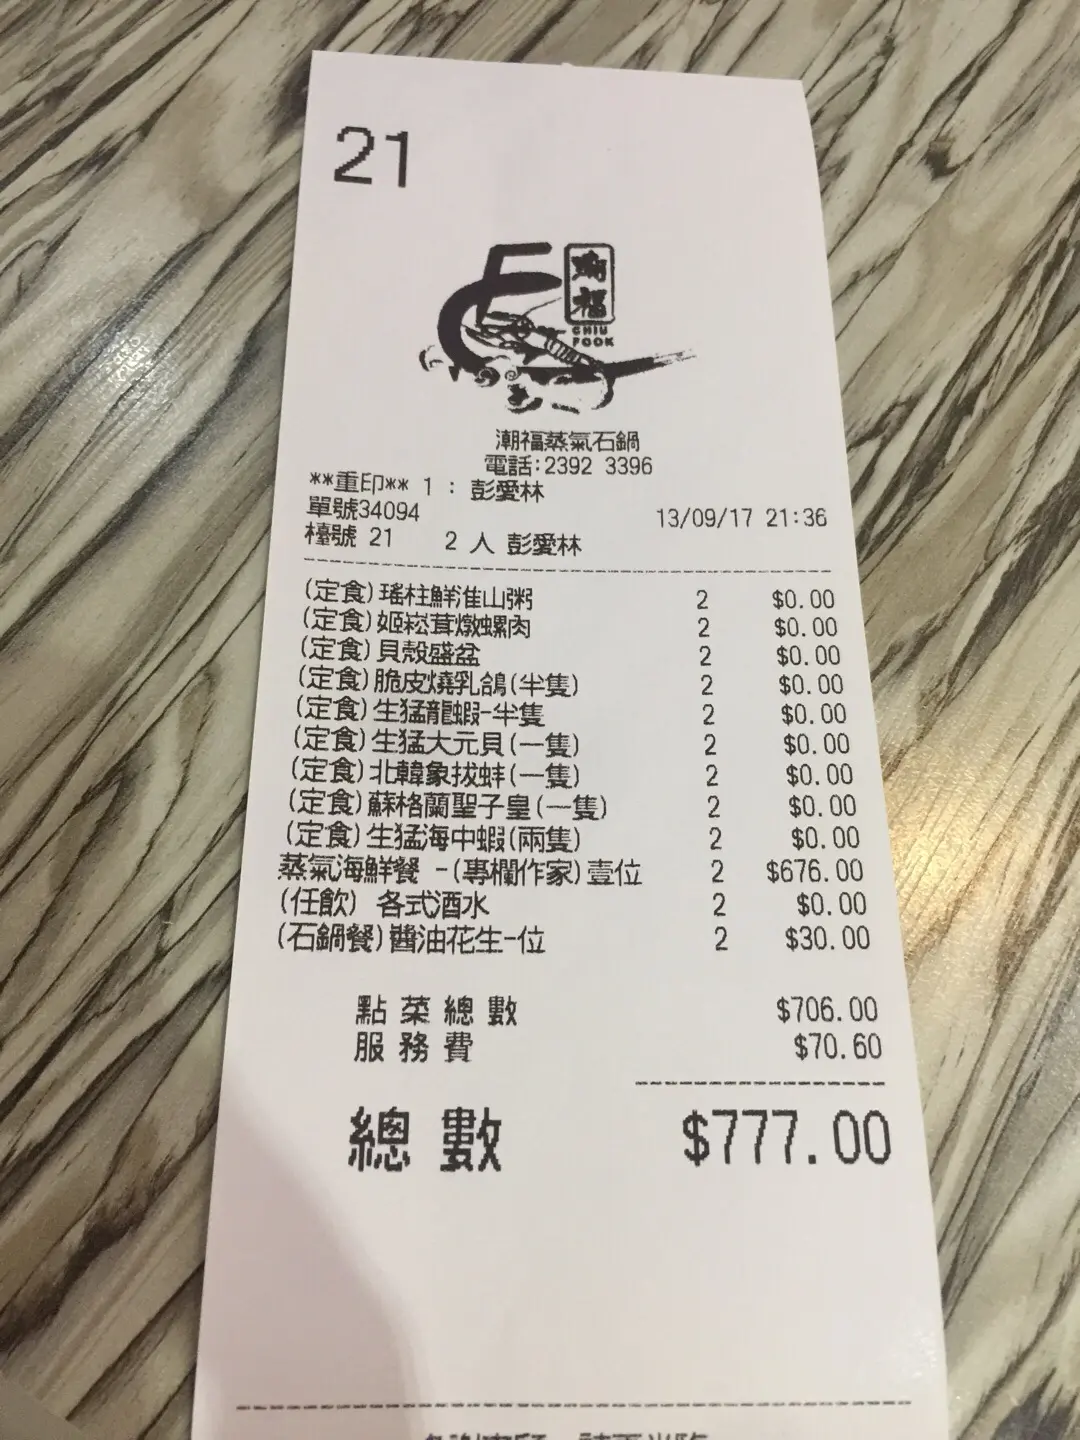 21
潮福
CHIU
FOOK
潮福蒸氣石鍋
電話:2392 3396
**重印** 1 : 彭愛林
單號34094 13/09/17 21:36
檯號 21 2 人 彭愛林
(定食)瑤柱鮮淮山粥 2 $0.00
(定食)姬崧茸燉螺肉 2 $0.00
(定食)貝殼盛盆 2 $0.00
(定食)脆皮燒乳鴿(半隻) 2 $0.00
(定食)生猛龍蝦-半隻 2 $0.00
(定食)生猛大元貝(一隻) 2 $0.00
(定食)北韓象拔蚌(一隻) 2 $0.00
(定食)蘇格蘭聖子皇(一隻) 2 $0.00
(定食)生猛海中蝦(兩隻) 2 $0.00
蒸氣海鮮餐 -(專欄作家)壹位 2 $676.00
(任飲) 各式酒水 2 $0.00
(石鍋餐)醬油花生-位 2 $30.00
點菜總數 $706.00
服務費 $70.60
總數 $777.00